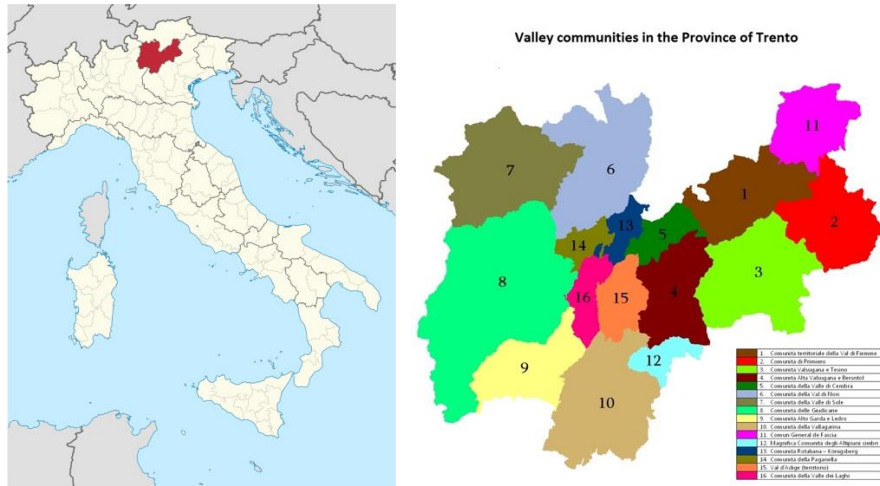 Valley communities in the Province of Trento
11
7
6
1
13
2
5
14
8
3
16
15
4
12
9
10
1. Comunità territoriale della Val di Fiemme
2. Comunità di Primiero
3. Comunità Valsugana e Tesino
4. Comunità Alta Valsugana e Bersntol
5. Comunità della Valle di Cembra
6. Comunità della Val di Non
7. Comunità della Valle di Sole
8. Comunità delle Giudicarie
9. Comunità Alto Garda e Ledro
10. Comunità della Vallagarina
11. Comun General de Fascia
12. Magnifica Comunità degli Altipiani cimbri
13. Comunità Rotaliana – Königsberg
14. Comunità della Paganella
15. Val d'Adige (territorio)
16. Comunità della Valle dei Laghi